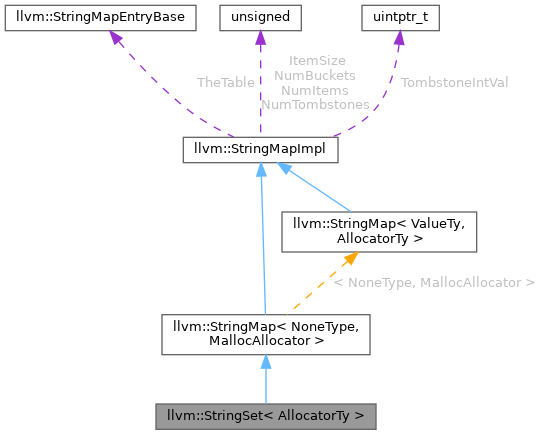 llvm::StringMapEntryBase
unsigned
uintptr_t
TheTable
ItemSize
NumBuckets
NumItems
NumTombstones
TombstoneIntVal
llvm::StringMapImpl
llvm::StringMap< ValueTy,
AllocatorTy >
< NoneType, MallocAllocator >
llvm::StringMap< NoneType,
MallocAllocator >
llvm::StringSet< AllocatorTy >